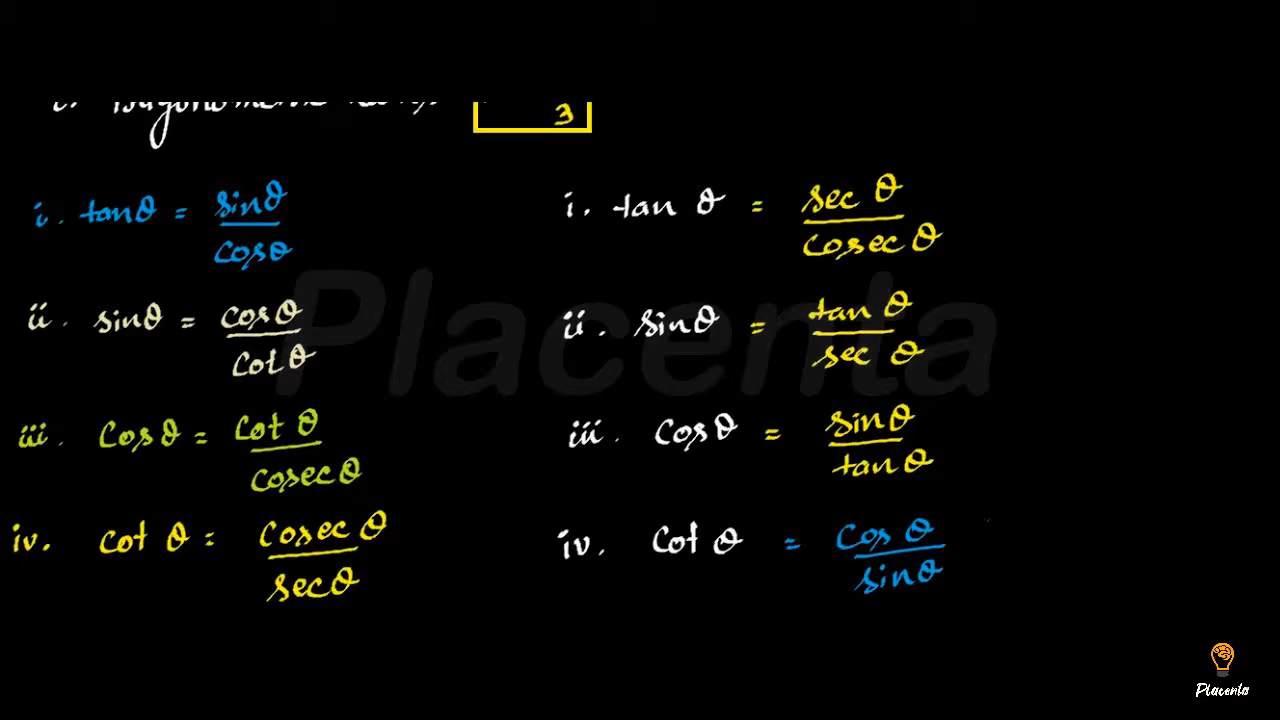 3
i. tanθ = sinθ / cosθ
ii. sinθ = cosθ / cotθ
iii. cosθ = cotθ / cosecθ
iv. cot θ = cosec θ / secθ
i. tan θ = sec θ / cosec θ
ii. sinθ = tan θ / sec θ
iii. cosθ = sinθ / tanθ
iv. cot θ = cos θ / sinθ
Placenta
Placenta